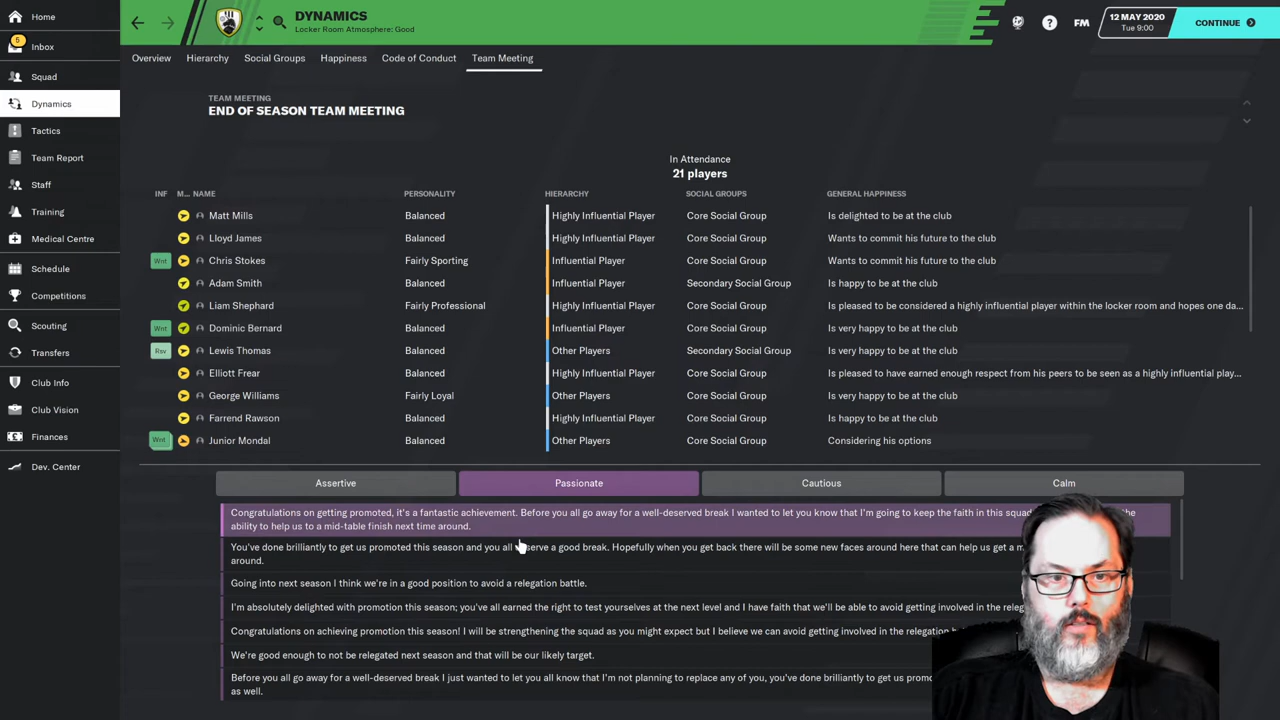 Home
DYNAMICS
Locker Room Atmosphere: Good
FM
12 MAY 2020
Tue 9:00
CONTINUE
5
Inbox
Overview
Hierarchy
Social Groups
Happiness
Code of Conduct
Team Meeting
Squad
Dynamics
Tactics
Team Report
Staff
Training
Medical Centre
Schedule
Competitions
Scouting
Transfers
Club Info
Club Vision
Finances
Dev. Center
TEAM MEETING
END OF SEASON TEAM MEETING
In Attendance
21 players
INF M... NAME PERSONALITY HIERARCHY SOCIAL GROUPS GENERAL HAPPINESS
Matt Mills Balanced Highly Influential Player Core Social Group Is delighted to be at the club
Lloyd James Balanced Highly Influential Player Core Social Group Wants to commit his future to the club
Wnt Chris Stokes Fairly Sporting Influential Player Core Social Group Wants to commit his future to the club
Adam Smith Balanced Influential Player Secondary Social Group Is happy to be at the club
Liam Shephard Fairly Professional Highly Influential Player Core Social Group Is pleased to be considered a highly influential player within the locker room and hopes one da...
Wnt Dominic Bernard Balanced Influential Player Core Social Group Is very happy to be at the club
Rsv Lewis Thomas Balanced Other Players Secondary Social Group Is very happy to be at the club
Elliott Frear Balanced Highly Influential Player Core Social Group Is pleased to have earned enough respect from his peers to be seen as a highly influential play...
George Williams Fairly Loyal Other Players Core Social Group Is very happy to be at the club
Farrend Rawson Balanced Highly Influential Player Core Social Group Is happy to be at the club
Wnt Junior Mondal Balanced Other Players Core Social Group Considering his options
Assertive
Passionate
Cautious
Calm
Congratulations on getting promoted, it's a fantastic achievement. Before you all go away for a well-deserved break I wanted to let you know that I'm going to keep the faith in this squad the
ability to help us to a mid-table finish next time around.
You've done brilliantly to get us promoted this season and you all deserve a good break. Hopefully when you get back there will be some new faces around here that can help us get a
around.
Going into next season I think we're in a good position to avoid a relegation battle.
I'm absolutely delighted with promotion this season; you've all earned the right to test yourselves at the next level and I have faith that we'll be able to avoid getting involved in the
Congratulations on achieving promotion this season! I will be strengthening the squad as you might expect but I believe we can avoid getting involved in the relegation
We're good enough to not be relegated next season and that will be our likely target.
Before you all go away for a well-deserved break I just wanted to let you all know that I'm not planning to replace any of you, you've done brilliantly to get us
as well.